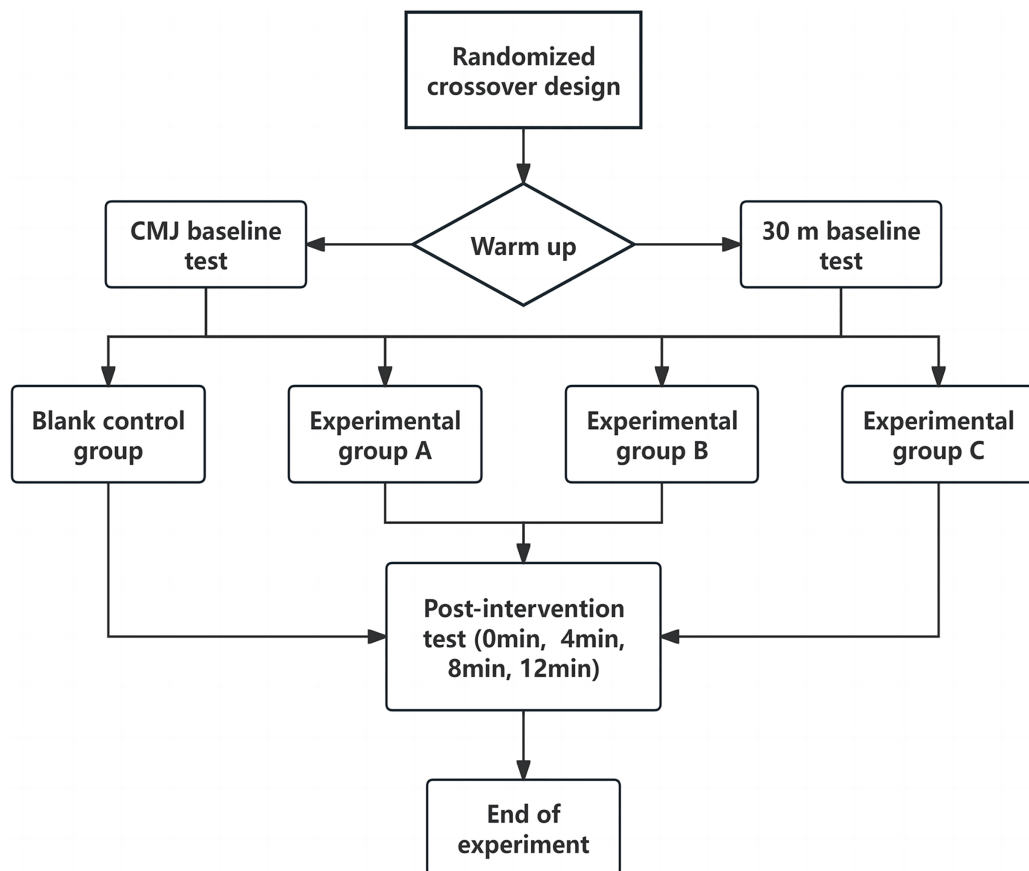 Randomized
crossover design
CMJ baseline
test
Warm up
30 m baseline
test
Blank control
group
Experimental
group A
Experimental
group B
Experimental
group C
Post-intervention
test (0min,  4min,
8min, 12min)
End of
experiment